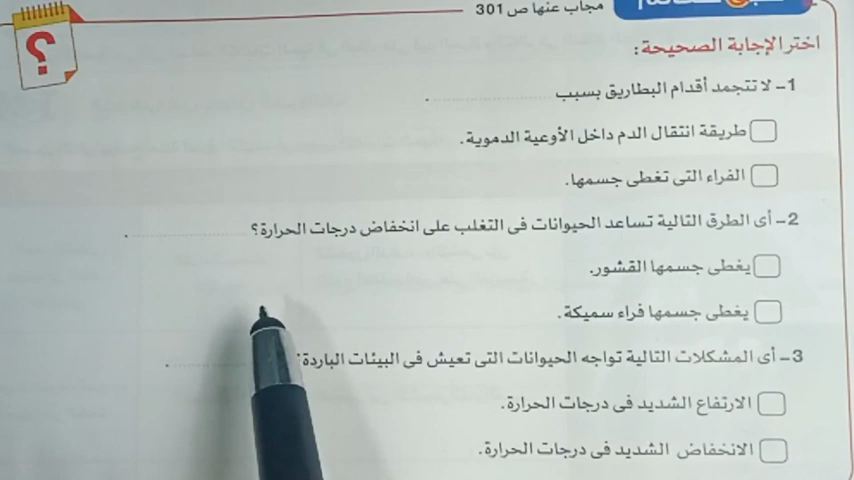 مجاب عنها ص 301
؟
اختر الإجابة الصحيحة:
1- لا تتجمد أقدام البطاريق بسبب ............
طريقة انتقال الدم داخل الأوعية الدموية.
الفراء التى تغطى جسمها.
2- أى الطرق التالية تساعد الحيوانات فى التغلب على انخفاض درجات الحرارة؟ ............
يغطى جسمها القشور.
يغطى جسمها فراء سميكة.
3- أى المشكلات التالية تواجه الحيوانات التى تعيش فى البيئات الباردة؟ ............
الارتفاع الشديد فى درجات الحرارة.
الانخفاض الشديد فى درجات الحرارة.